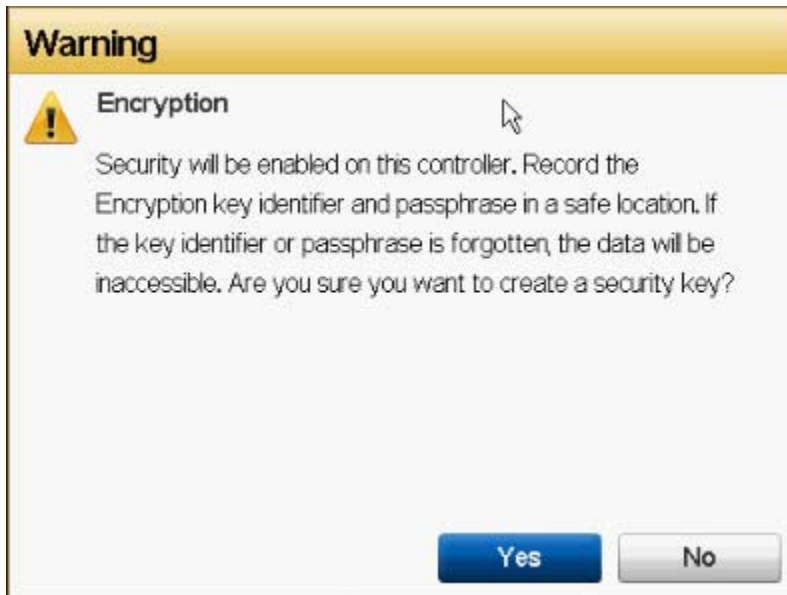 Warning
Encryption
Security will be enabled on this controller. Record the
Encryption key identifier and passphrase in a safe location. If
the key identifier or passphrase is forgotten, the data will be
inaccessible. Are you sure you want to create a security key?
Yes
No